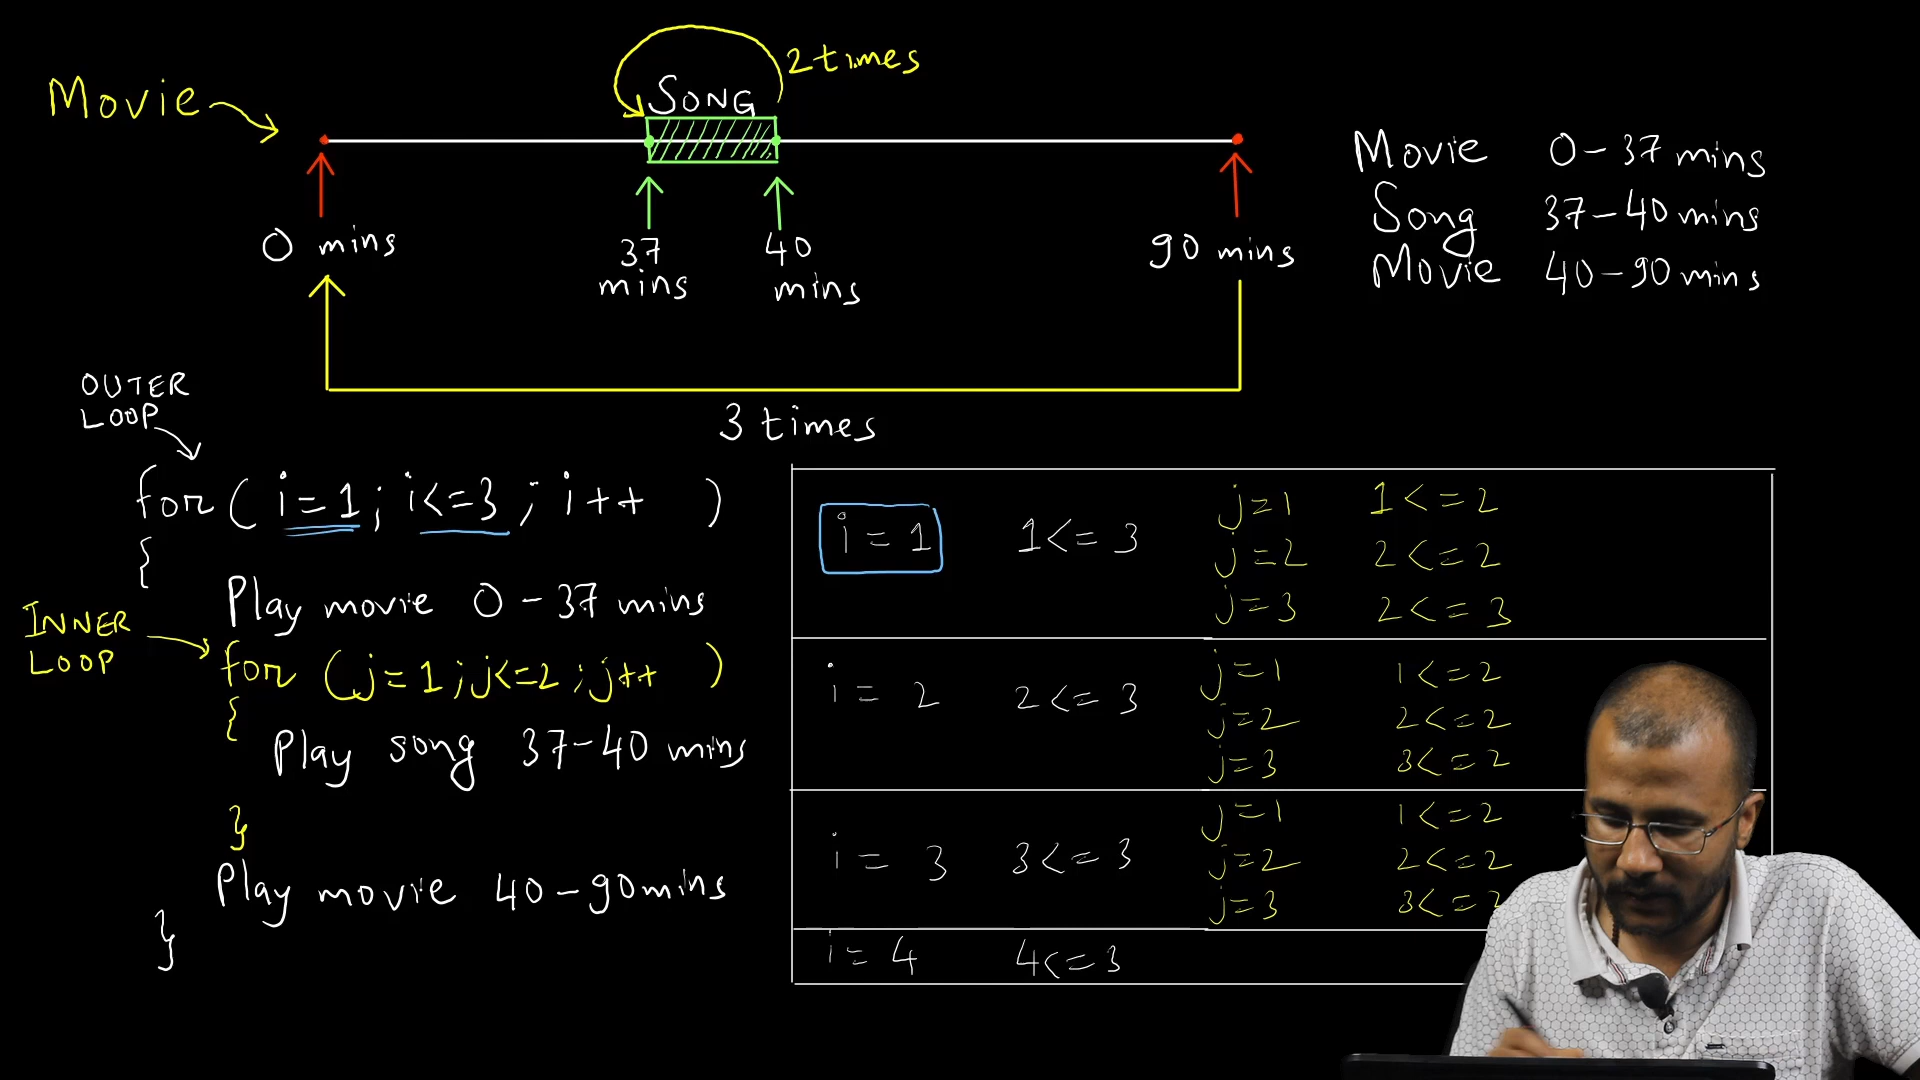 Movie
SONG
2 times
0 mins
37 mins
40 mins
90 mins
3 times
Movie 0-37 mins
Song 37-40 mins
Movie 40-90 mins
OUTER LOOP
for ( i=1; i<=3; i++ )
{
Play movie 0-37 mins
INNER LOOP
for (j=1; j<=2; j++ )
{
Play song 37-40 mins
}
Play movie 40-90mins
}
i = 1 1<=3 j=1 1<=2
j=2 2<=2
j=3 2<=3
i = 2 2<=3 j=1 1<=2
j=2 2<=2
j=3 3<=2
i = 3 3<=3 j=1 1<=2
j=2 2<=2
j=3 3<=
i=4 4<=3